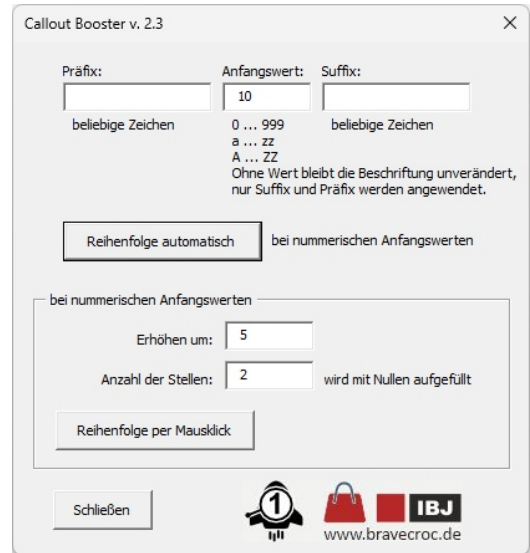 Callout Booster v. 2.3
Präfix: Anfangswert: Suffix:
10
beliebige Zeichen 0 ... 999 beliebige Zeichen
a ... zz
A ... ZZ
Ohne Wert bleibt die Beschriftung unverändert,
nur Suffix und Präfix werden angewendet.
Reihenfolge automatisch bei nummerischen Anfangswerten
bei nummerischen Anfangswerten
Erhöhen um: 5
Anzahl der Stellen: 2 wird mit Nullen aufgefüllt
Reihenfolge per Mausklick
Schließen 1 IBJ
www.bravecroc.de